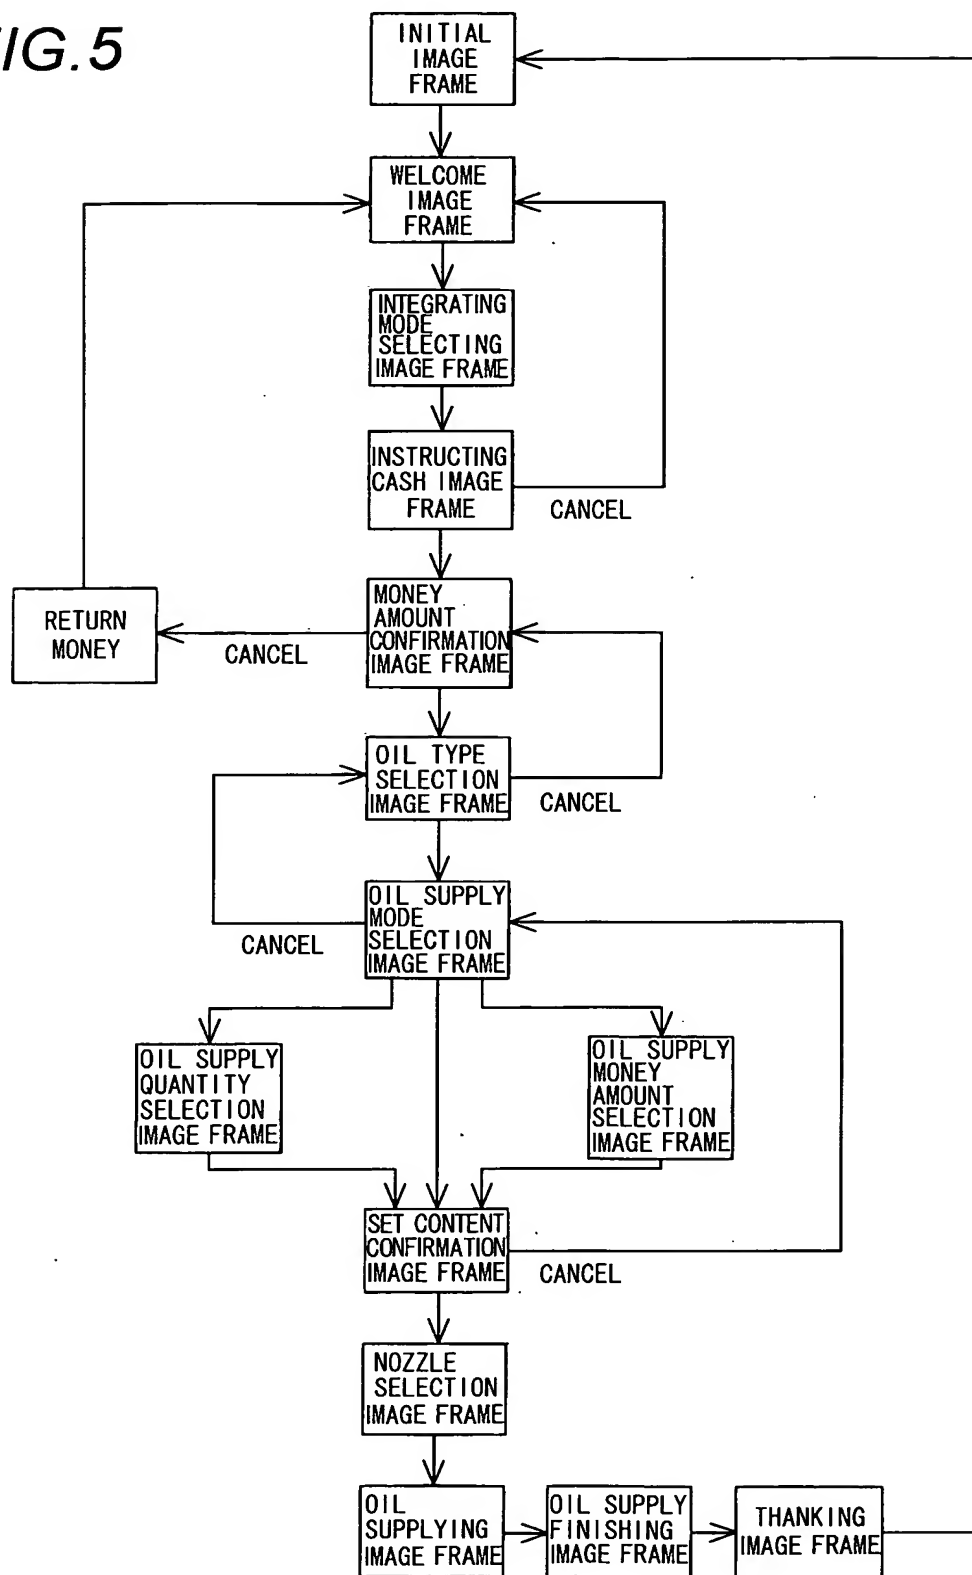 FIG.5
INITIAL
IMAGE
FRAME
WELCOME
IMAGE
FRAME
INTEGRATING
MODE
SELECTING
IMAGE FRAME
INSTRUCTING
CASH IMAGE
FRAME
CANCEL
MONEY
AMOUNT
CONFIRMATION
IMAGE FRAME
RETURN
MONEY
CANCEL
OIL TYPE
SELECTION
IMAGE FRAME
CANCEL
OIL SUPPLY
MODE
SELECTION
IMAGE FRAME
CANCEL
OIL SUPPLY
QUANTITY
SELECTION
IMAGE FRAME
OIL SUPPLY
MONEY
AMOUNT
SELECTION
IMAGE FRAME
SET CONTENT
CONFIRMATION
IMAGE FRAME
CANCEL
NOZZLE
SELECTION
IMAGE FRAME
OIL
SUPPLYING
IMAGE FRAME
OIL SUPPLY
FINISHING
IMAGE FRAME
THANKING
IMAGE FRAME